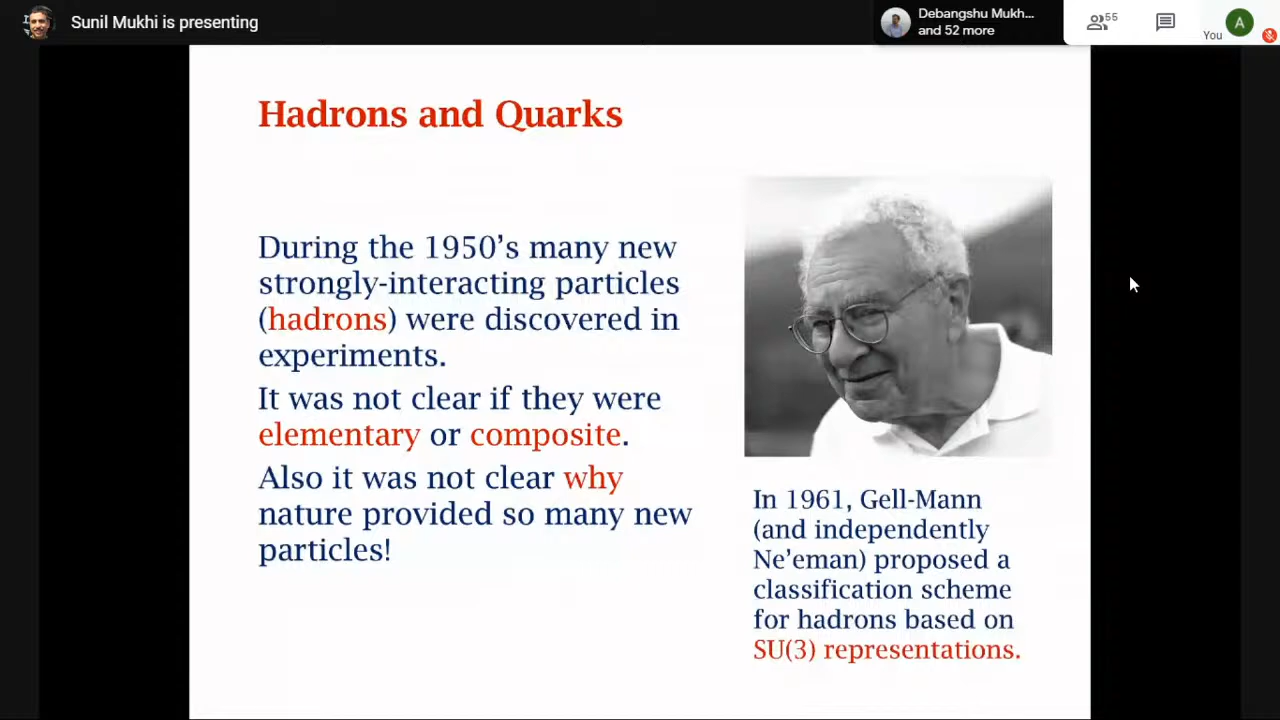 Sunil Mukhi is presenting
Debangshu Mukh...
and 52 more
55
You
A
Hadrons and Quarks
During the 1950’s many new
strongly-interacting particles
(hadrons) were discovered in
experiments.
It was not clear if they were
elementary or composite.
Also it was not clear why
nature provided so many new
particles!
In 1961, Gell-Mann
(and independently
Ne’eman) proposed a
classification scheme
for hadrons based on
SU(3) representations.